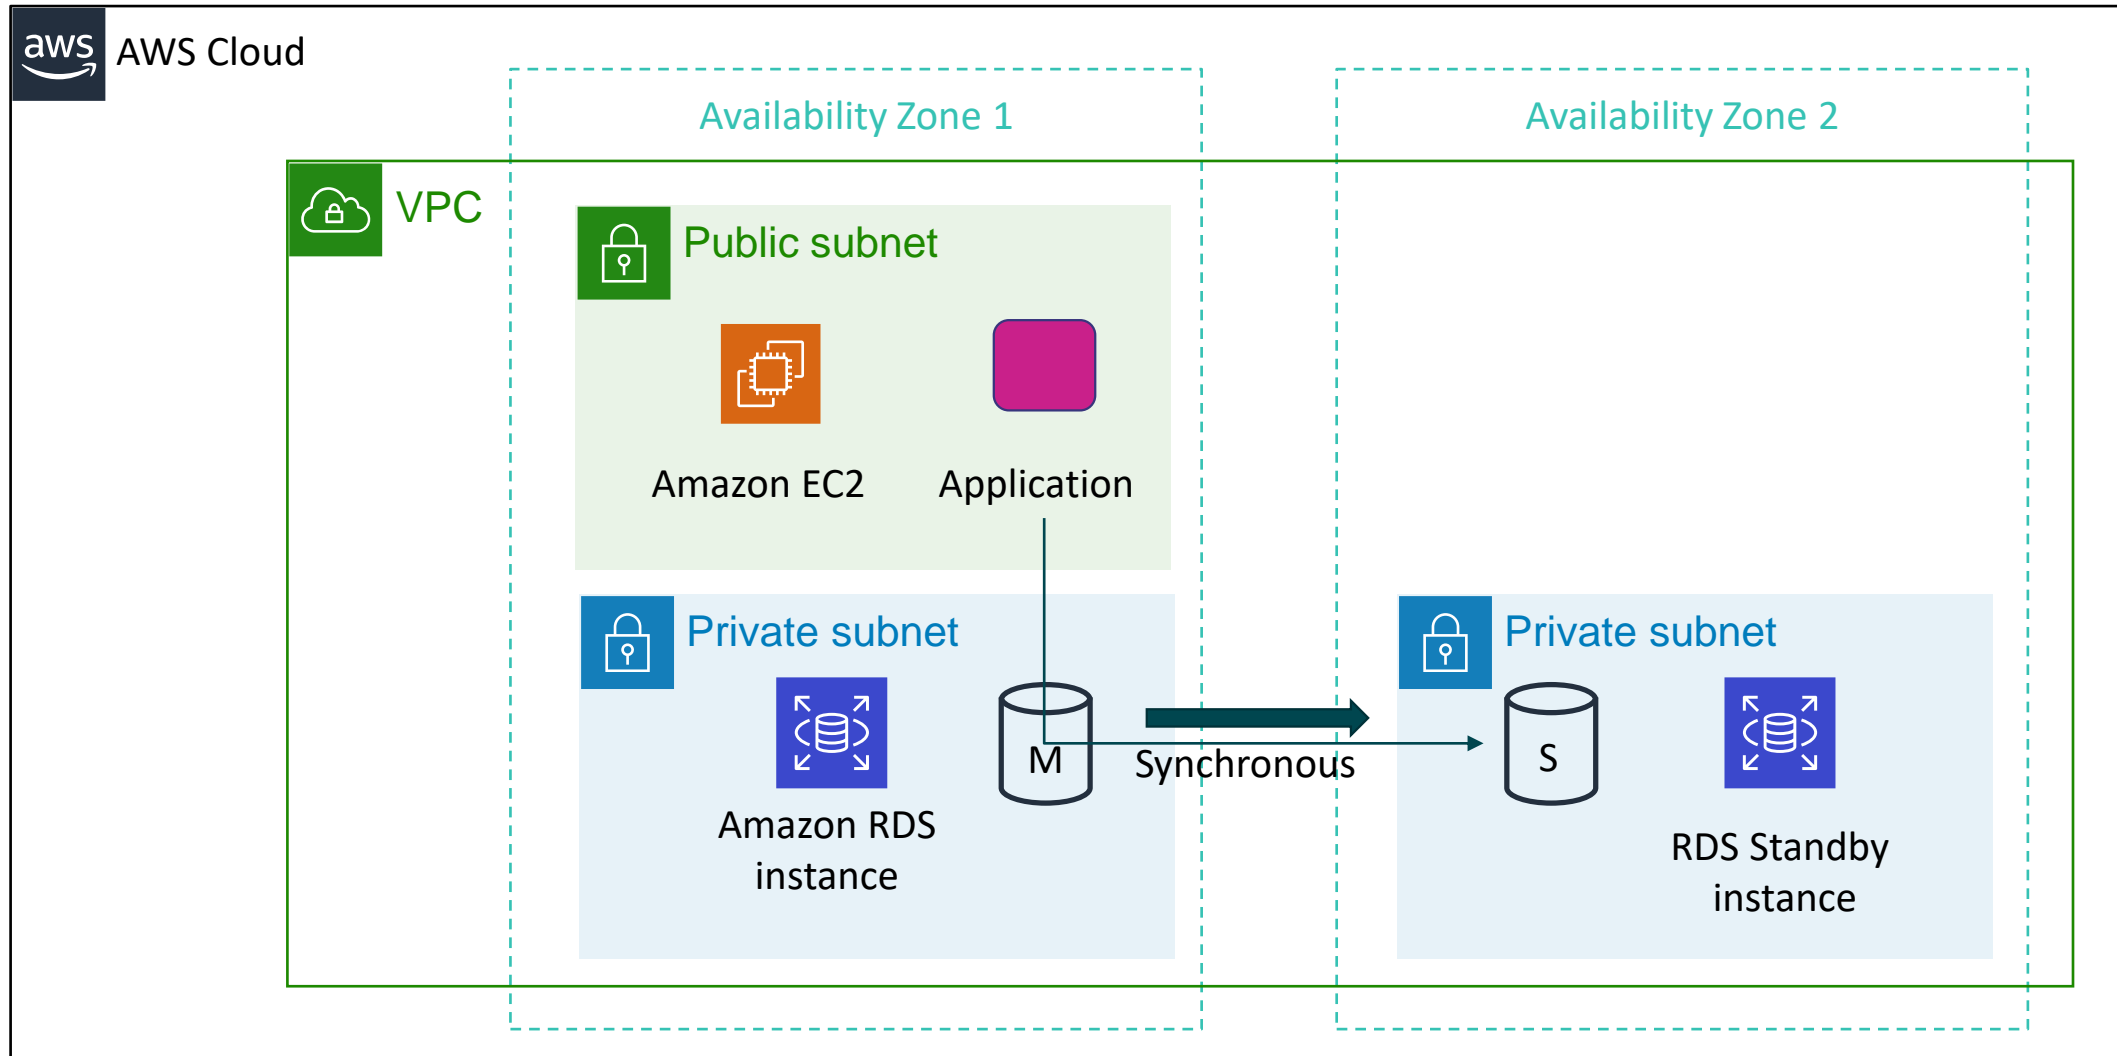 aws
AWS Cloud
Availability Zone 1
Availability Zone 2
VPC
Public subnet
Amazon EC2
Application
Private subnet
Private subnet
M
Synchronous
S
Amazon RDS
instance
RDS Standby
instance